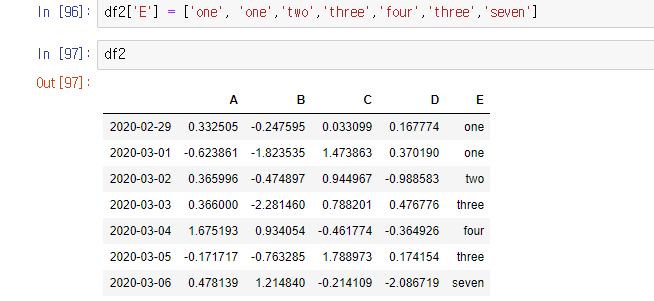 In [96]: df2['E'] = ['one', 'one','two','three','four','three','seven']
In [97]: df2
Out[97]:
A B C D E
2020-02-29 0.332505 -0.247595 0.033099 0.167774 one
2020-03-01 -0.623861 -1.823535 1.473863 0.370190 one
2020-03-02 0.365996 -0.474897 0.944967 -0.988583 two
2020-03-03 0.366000 -2.281460 0.788201 0.476776 three
2020-03-04 1.675193 0.934054 -0.461774 -0.364926 four
2020-03-05 -0.171717 -0.763285 1.788973 0.174154 three
2020-03-06 0.478139 1.214840 -0.214109 -2.086719 seven